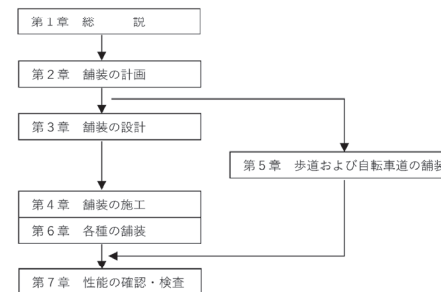 第1章 総 説
第2章 舗装の計画
第3章 舗装の設計
第5章 歩道および自転車道の舗装
第4章 舗装の施工
第6章 各種の舗装
第7章 性能の確認・検査